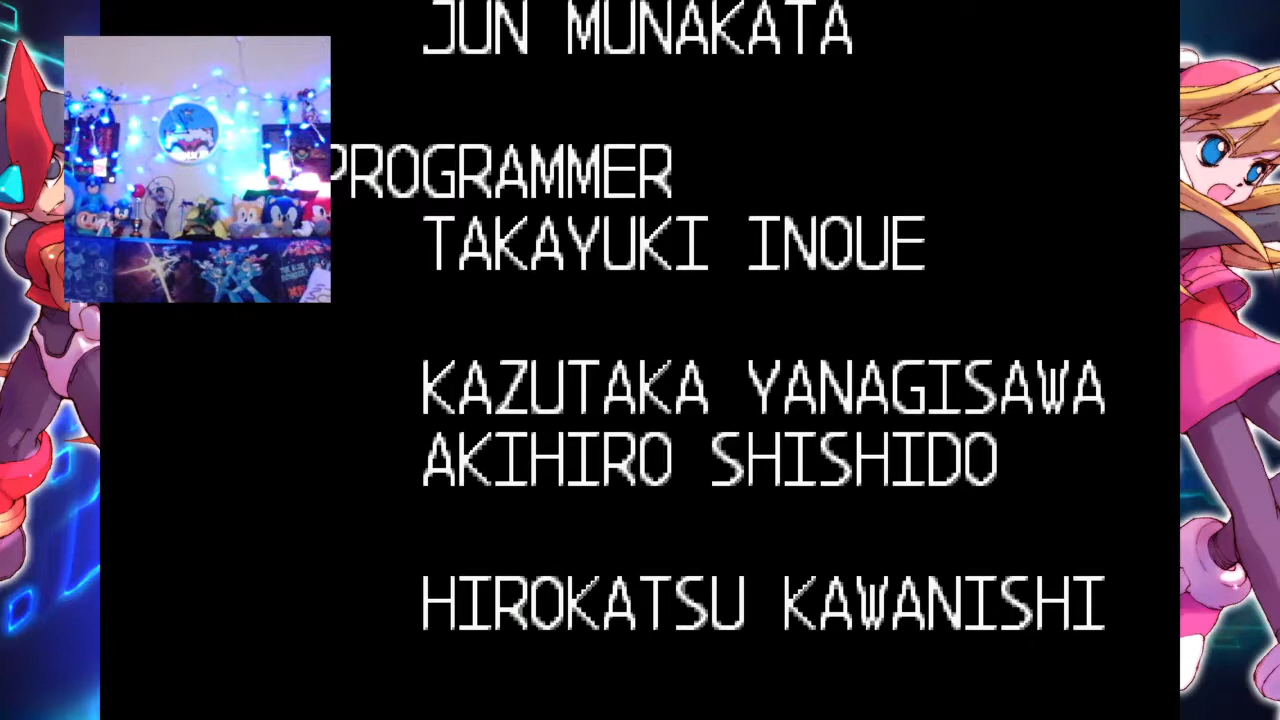 JUN MUNAKATA
PROGRAMMER
TAKAYUKI INOUE
KAZUTAKA YANAGISAWA
AKIHIRO SHISHIDO
HIROKATSU KAWANISHI